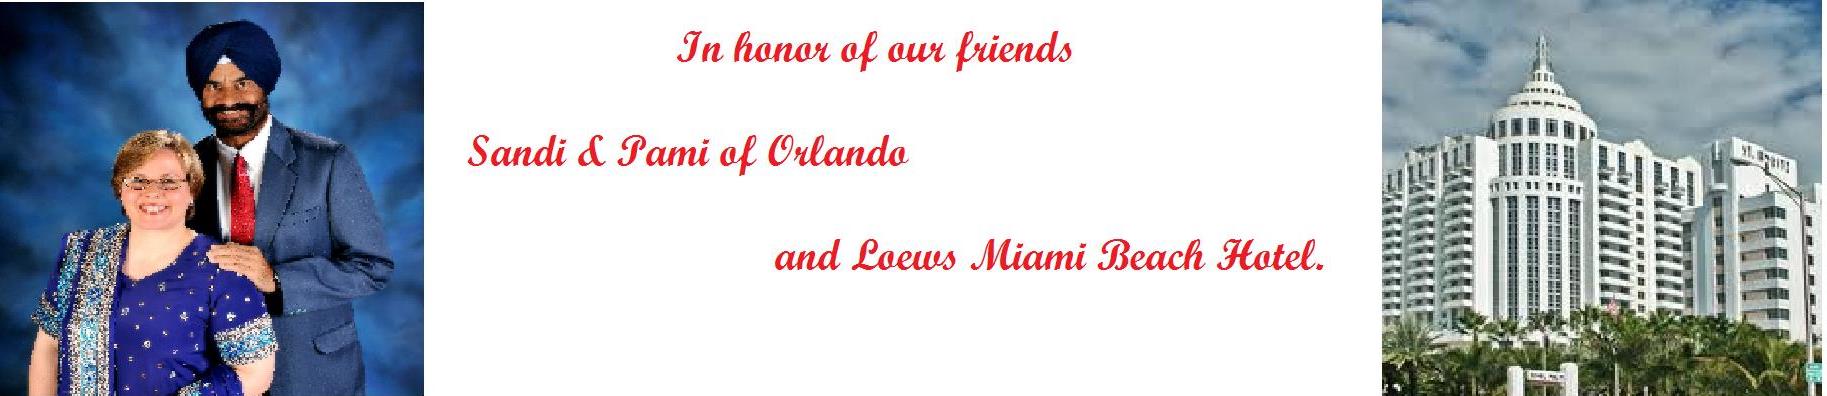 In honor of our friends
Sandi & Pami of Orlando
and Loews Miami Beach Hotel.